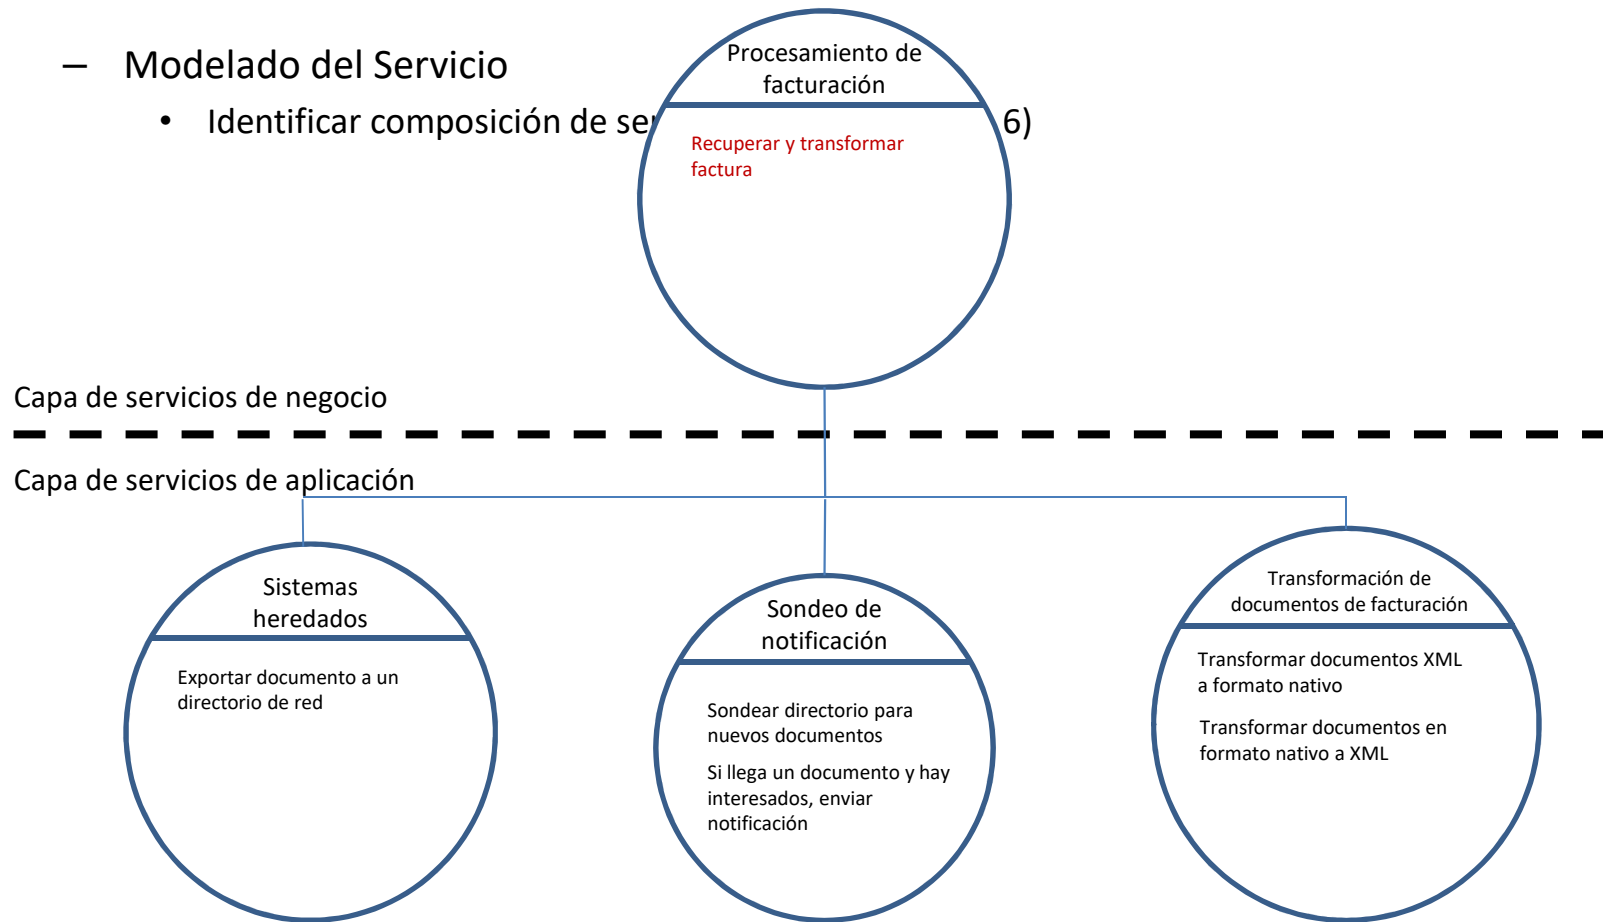 – Modelado del Servicio
• Identificar composición de ser 6)
Procesamiento de
facturación
Recuperar y transformar
factura
Capa de servicios de negocio
Capa de servicios de aplicación
Sistemas
heredados
Exportar documento a un
directorio de red
Sondeo de
notificación
Sondear directorio para
nuevos documentos
Si llega un documento y hay
interesados, enviar
notificación
Transformación de
documentos de facturación
Transformar documentos XML
a formato nativo
Transformar documentos en
formato nativo a XML